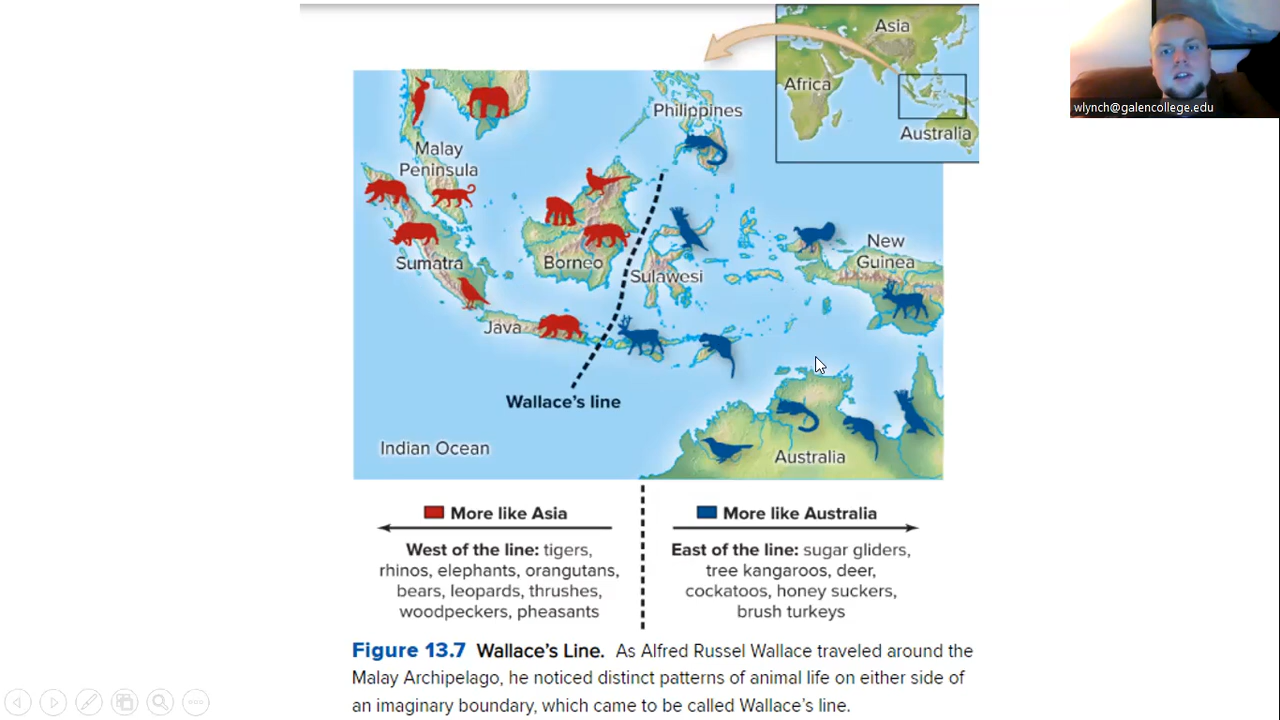 Asia
Africa
Australia
wlynch@galencollege.edu
Philippines
Malay
Peninsula
New
Guinea
Sumatra
Borneo
Sulawesi
Java
Wallace's line
Indian Ocean
Australia
More like Asia
West of the line: tigers,
rhinos, elephants, orangutans,
bears, leopards, thrushes,
woodpeckers, pheasants
More like Australia
East of the line: sugar gliders,
tree kangaroos, deer,
cockatoos, honey suckers,
brush turkeys
Figure 13.7 Wallace's Line. As Alfred Russel Wallace traveled around the
Malay Archipelago, he noticed distinct patterns of animal life on either side of
an imaginary boundary, which came to be called Wallace's line.